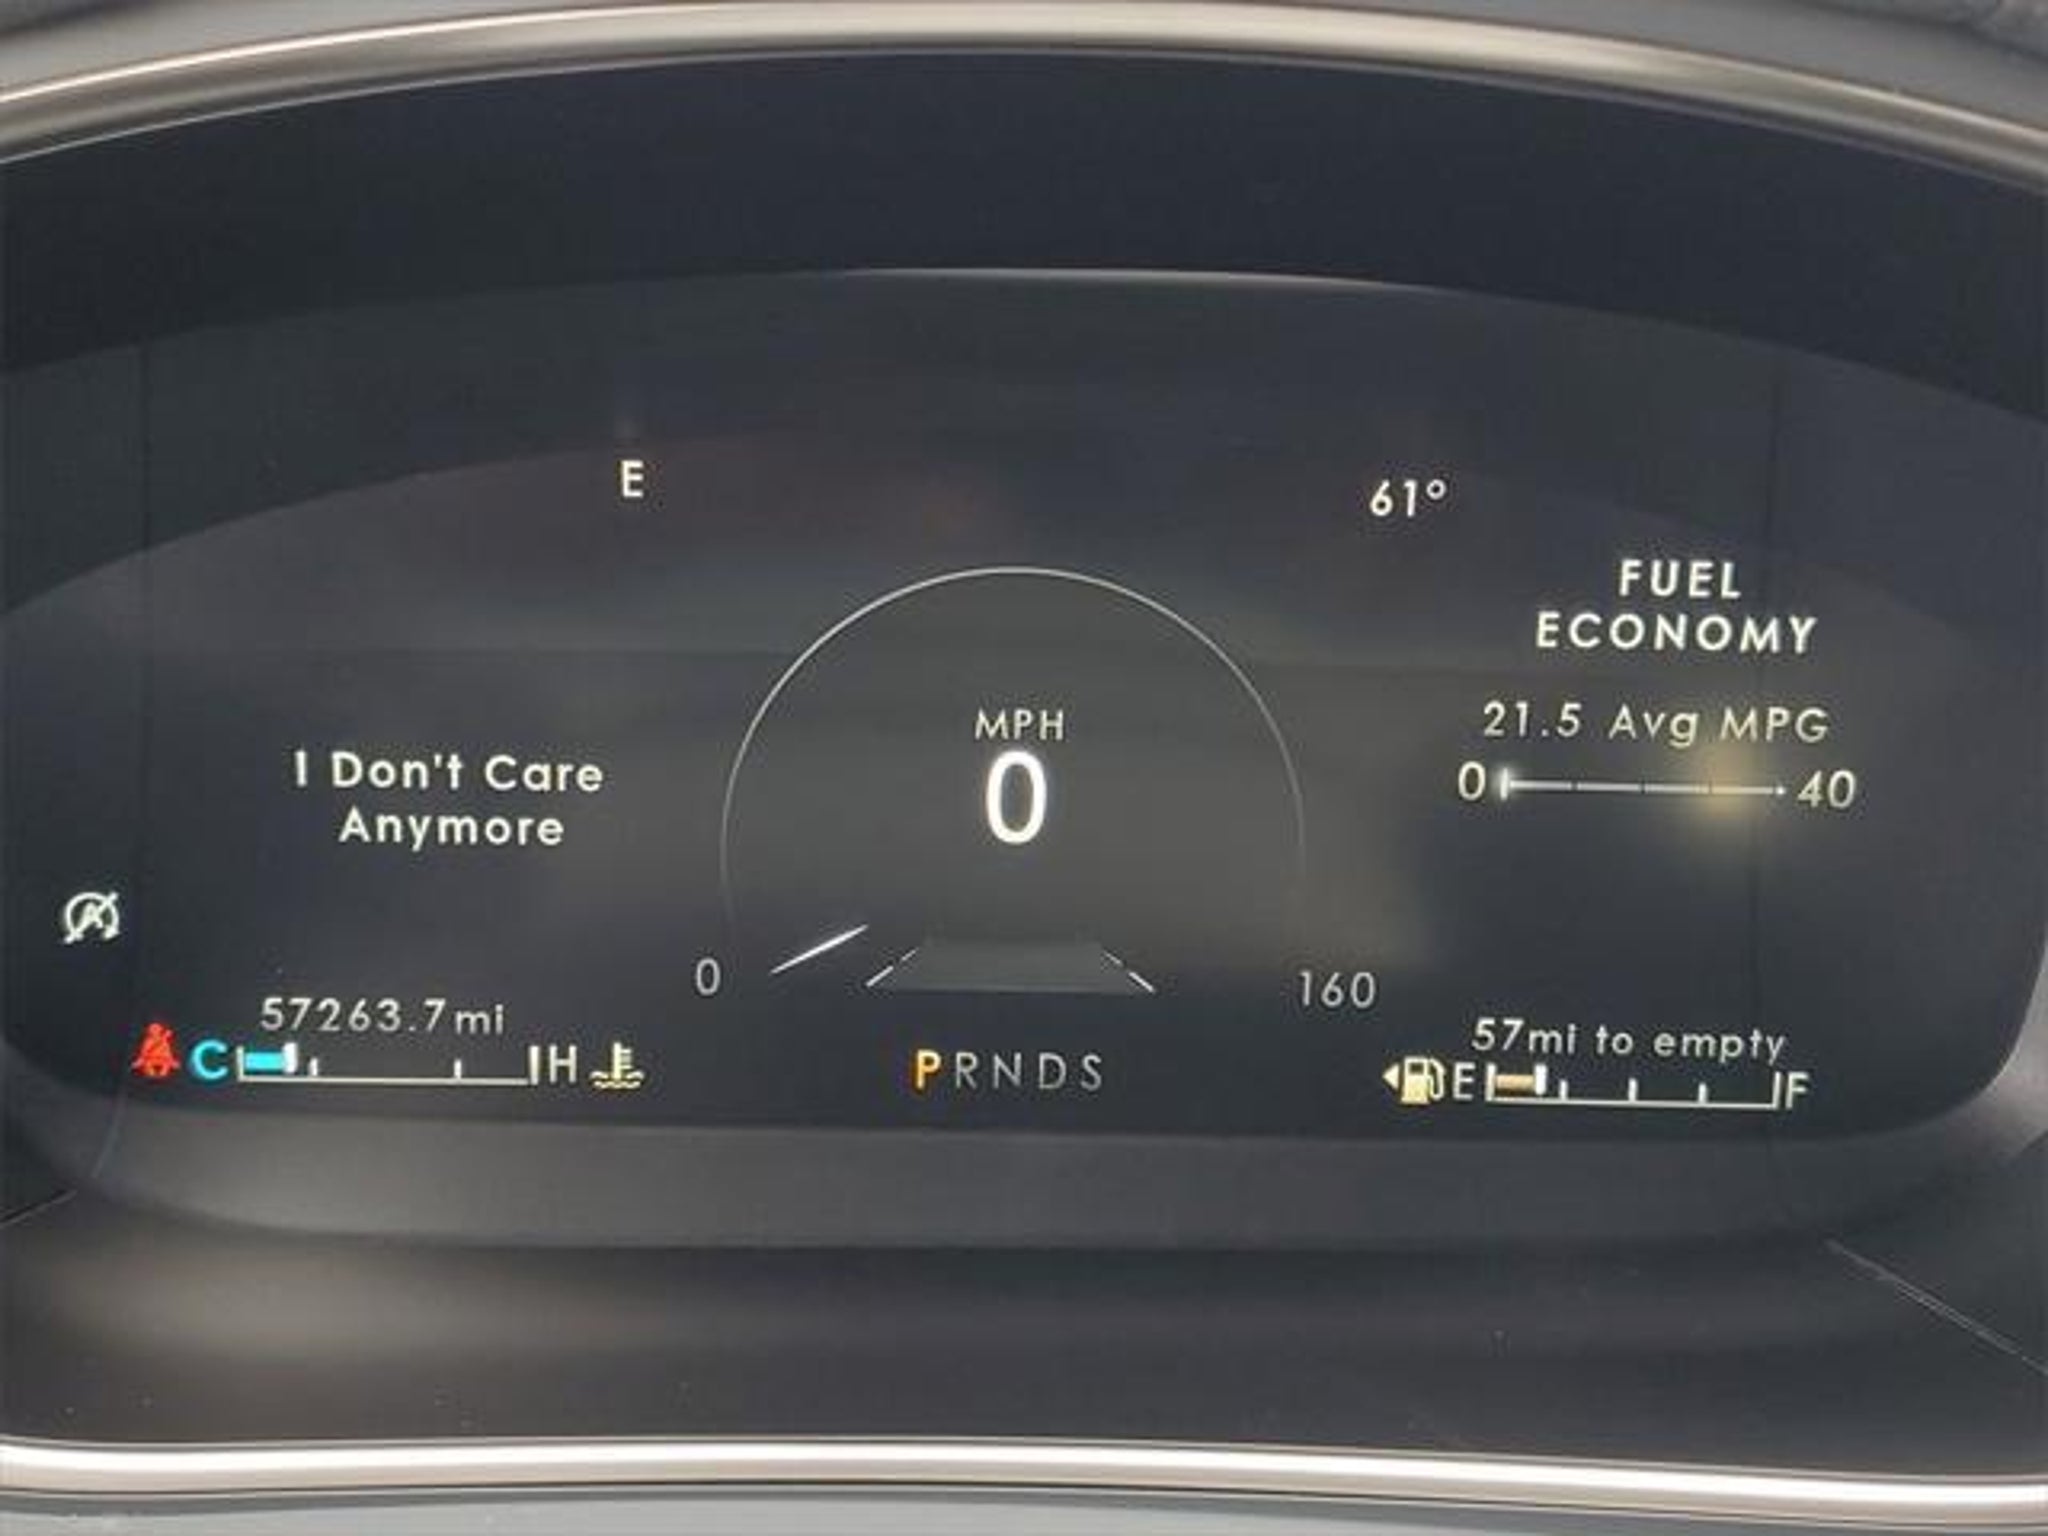 E
61°
FUEL
ECONOMY
21.5 Avg MPG
0 40
I Don't Care
Anymore
MPH
0
0 160
57263.7mi
C H
PRNDS
57mi to empty
E F